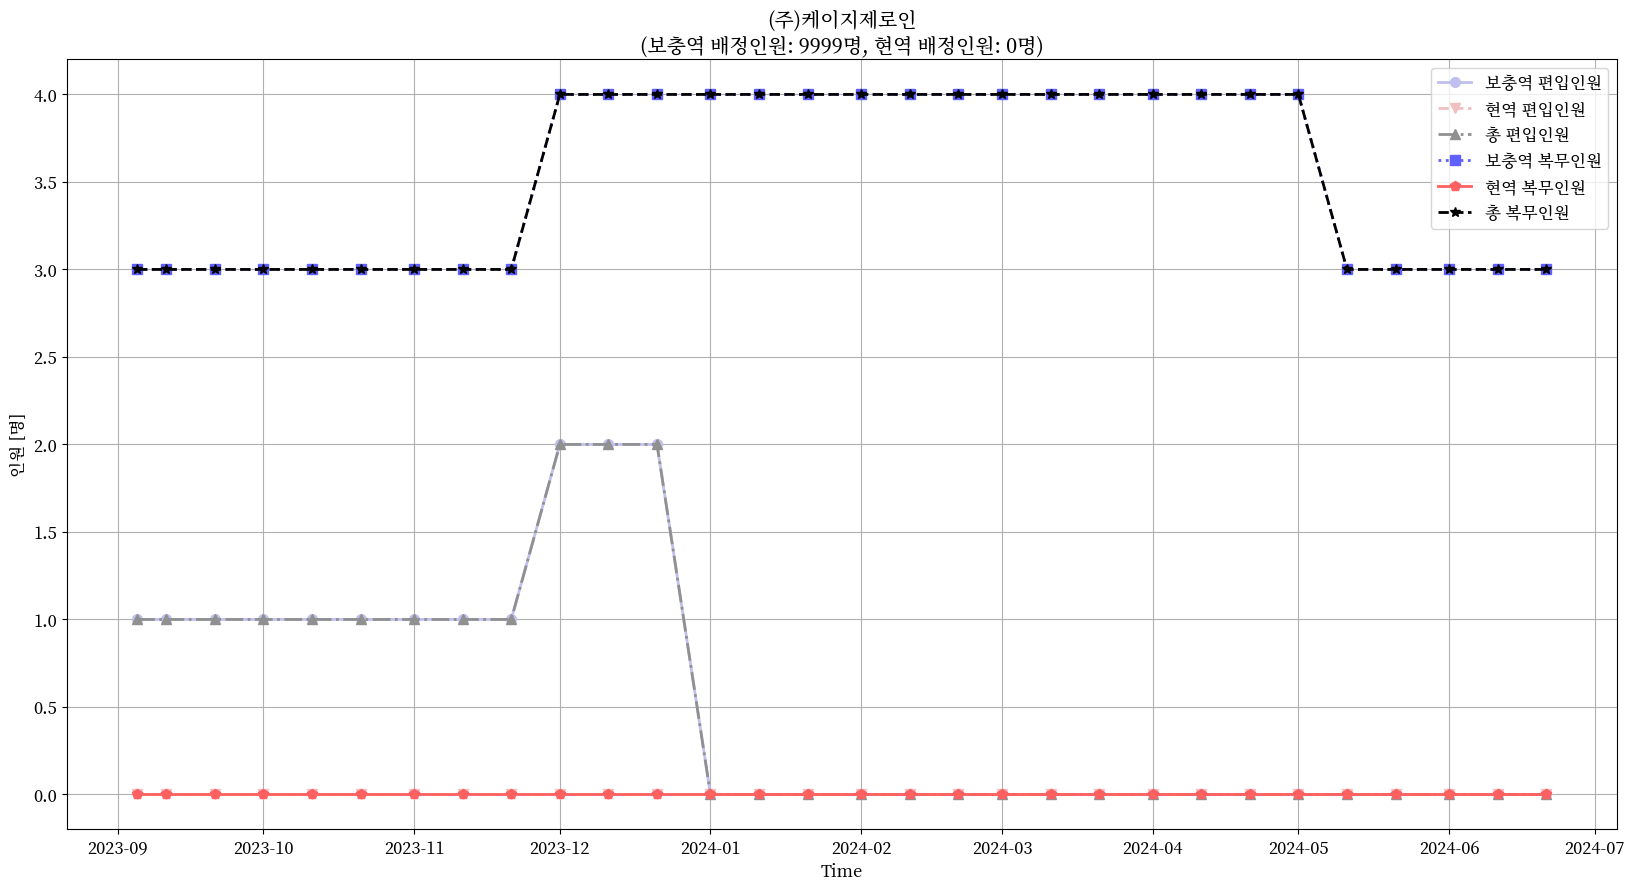 (주)케이지제로인
(보충역 배정인원: 9999명, 현역 배정인원: 0명)
보충역 편입인원
현역 편입인원
총 편입인원
보충역 복무인원
현역 복무인원
총 복무인원
인원 [명]
4.0
3.5
3.0
2.5
2.0
1.5
1.0
0.5
0.0
2023-09 2023-10 2023-11 2023-12 2024-01 2024-02 2024-03 2024-04 2024-05 2024-06 2024-07
Time